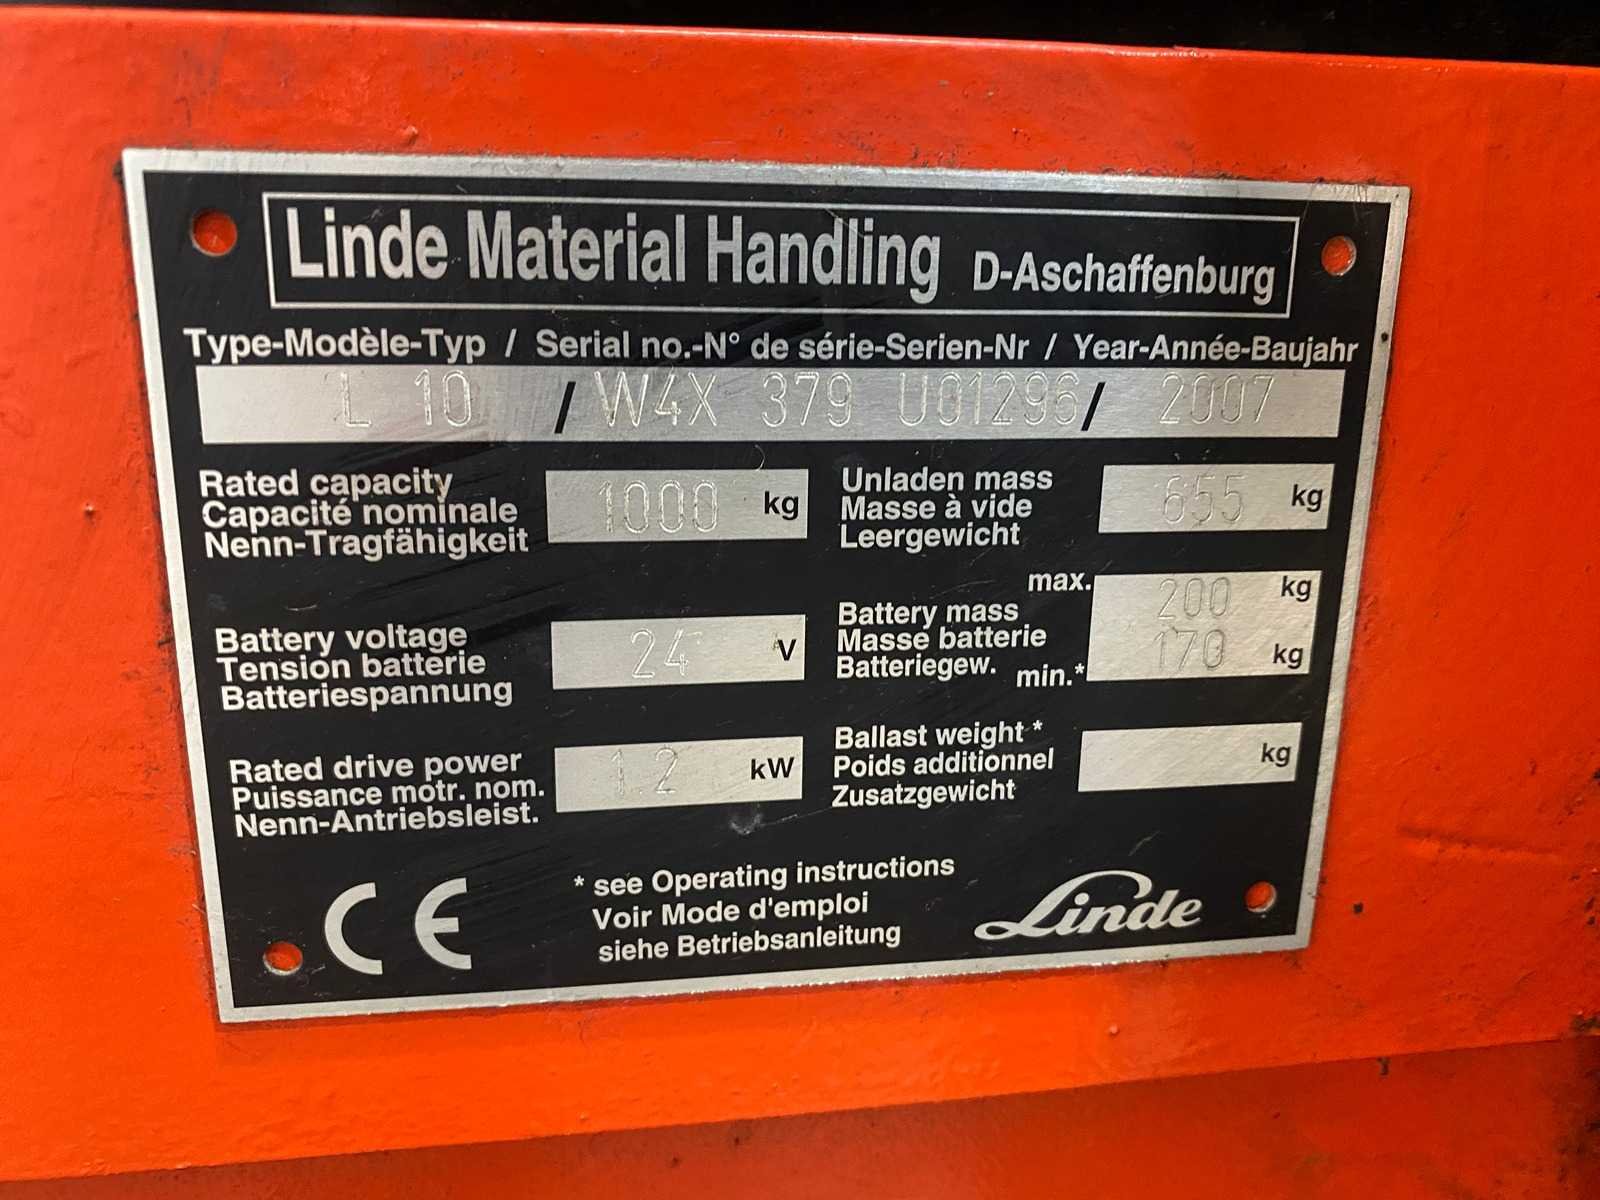 Linde Material Handling D-Aschaffenburg
Type-Modèle-Typ / Serial no.-N° de série-Serien-Nr / Year-Année-Baujahr
L 10 / W4X 379 U01296 / 2007
Rated capacity
Capacité nominale
Nenn-Tragfähigkeit
1000 kg
Unladen mass
Masse à vide
Leergewicht
655 kg
Battery voltage
Tension batterie
Batteriespannung
24 V
max. 200 kg
Battery mass
Masse batterie
Batteriegew.
min.* 170 kg
Rated drive power
Puissance motr. nom.
Nenn-Antriebsleist.
1.2 kW
Ballast weight *
Poids additionnel
Zusatzgewicht
kg
CE
* see Operating instructions
Voir Mode d'emploi
siehe Betriebsanleitung
Linde